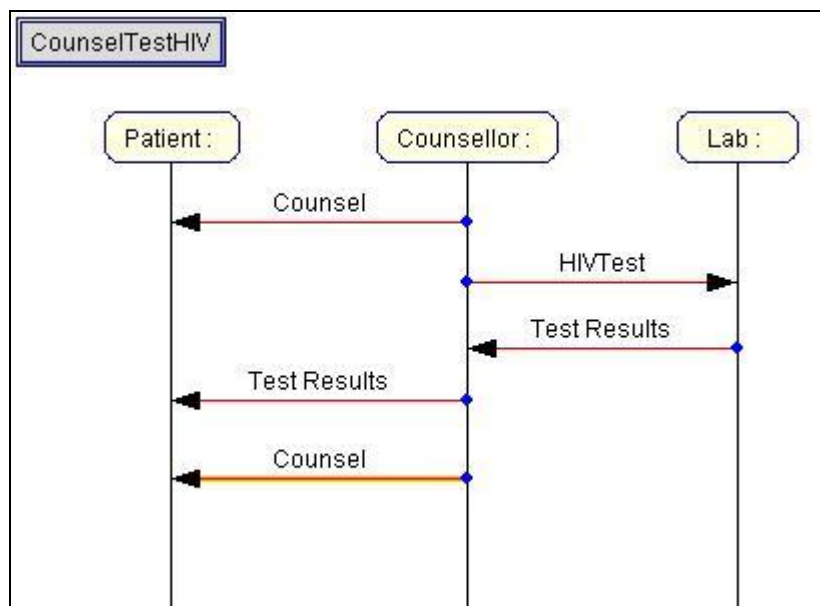 CounselTestHIV
Patient :
Counsellor :
Lab :
Counsel
HIVTest
Test Results
Test Results
Counsel